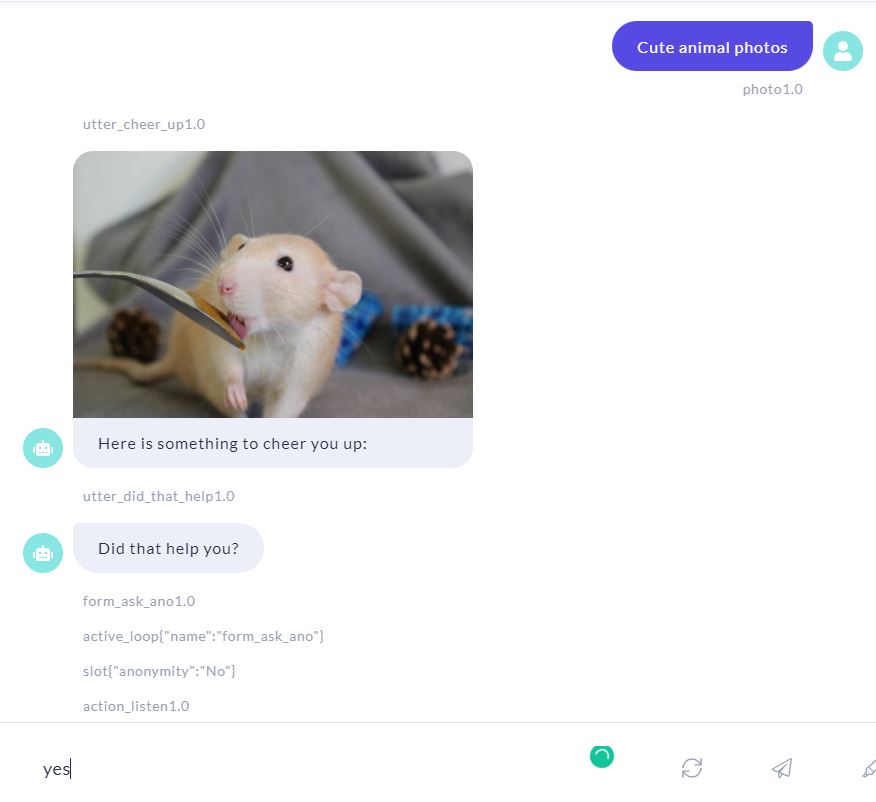 Cute animal photos
photo1.0
utter_cheer_up1.0
Here is something to cheer you up:
utter_did_that_help1.0
Did that help you?
form_ask_ano1.0
active_loop{"name":"form_ask_ano"}
slot{"anonymity":"No"}
action_listen1.0
yes